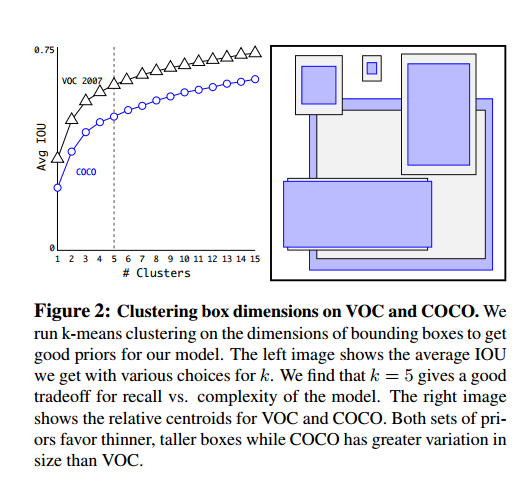 0.75
VOC 2007
COCO
Avg IOU
0
1 2 3 4 5 6 7 8 9 10 11 12 13 14 15
# Clusters
Figure 2: Clustering box dimensions on VOC and COCO. We
run k-means clustering on the dimensions of bounding boxes to get
good priors for our model. The left image shows the average IOU
we get with various choices for k. We find that k = 5 gives a good
tradeoff for recall vs. complexity of the model. The right image
shows the relative centroids for VOC and COCO. Both sets of pri-
ors favor thinner, taller boxes while COCO has greater variation in
size than VOC.